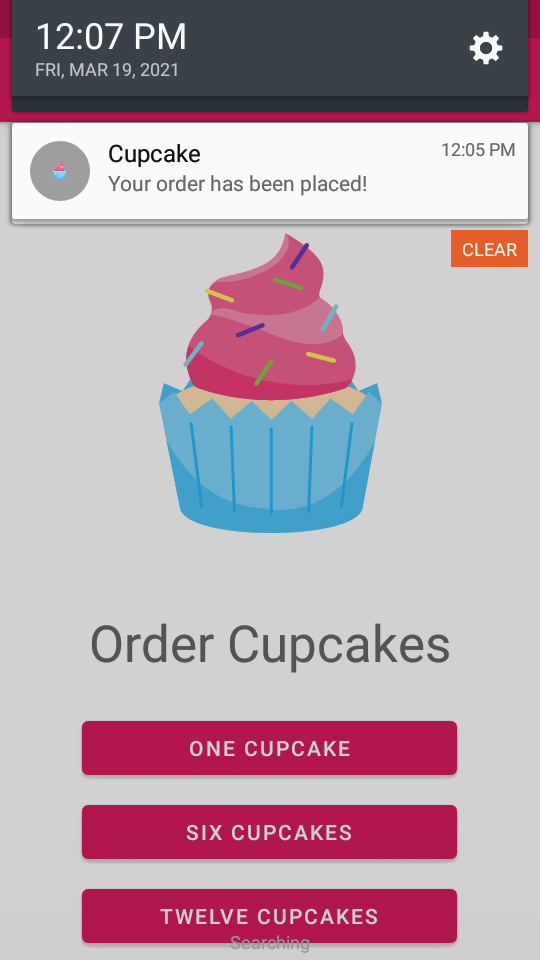 12:07 PM
FRI, MAR 19, 2021
Cupcake
12:05 PM
Your order has been placed!
CLEAR
Order Cupcakes
ONE CUPCAKE
SIX CUPCAKES
TWELVE CUPCAKES
Searching